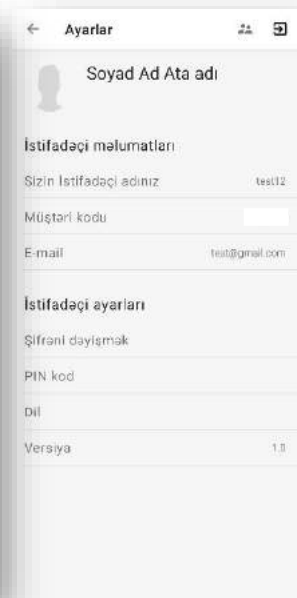 Ayarlar
Soyad Ad Ata adı
İstifadəçi məlumatları
Sizin İstifadəçi adınız test12
Müştəri kodu
E-mail test@gmail.com
İstifadəçi ayarları
Şifrəni dəyişmək
PIN kod
Dil
Versiya 1.0